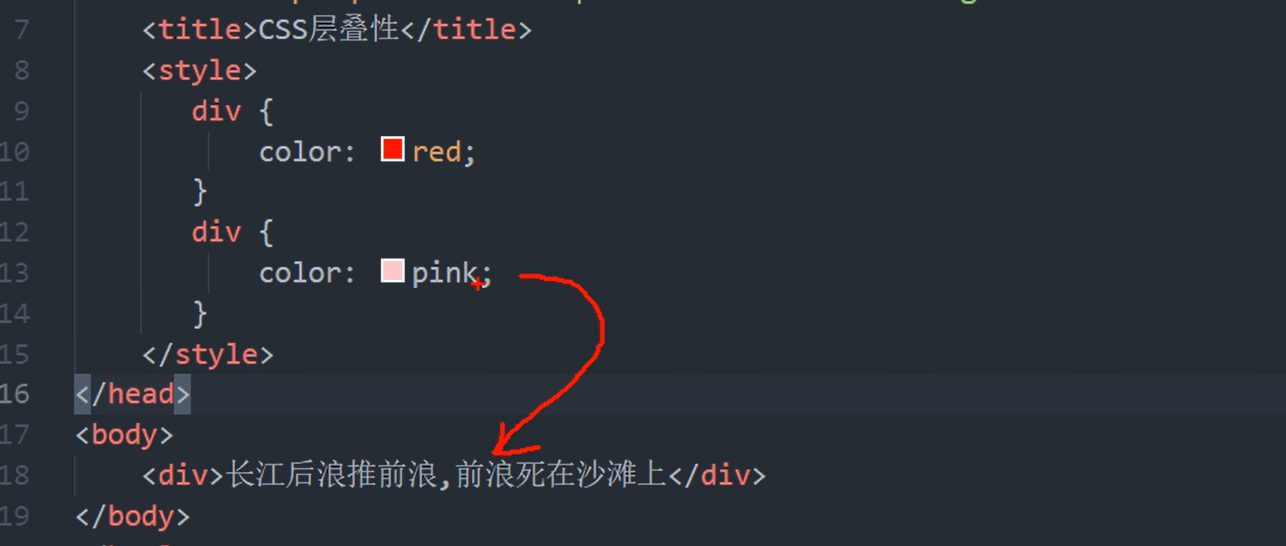 7 <title>CSS层叠性</title>
8 <style>
9 div {
10 color: red;
11 }
12 div {
13 color: pink;
14 }
15 </style>
16 </head>
17 <body>
18 <div>长江后浪推前浪,前浪死在沙滩上</div>
19 </body>